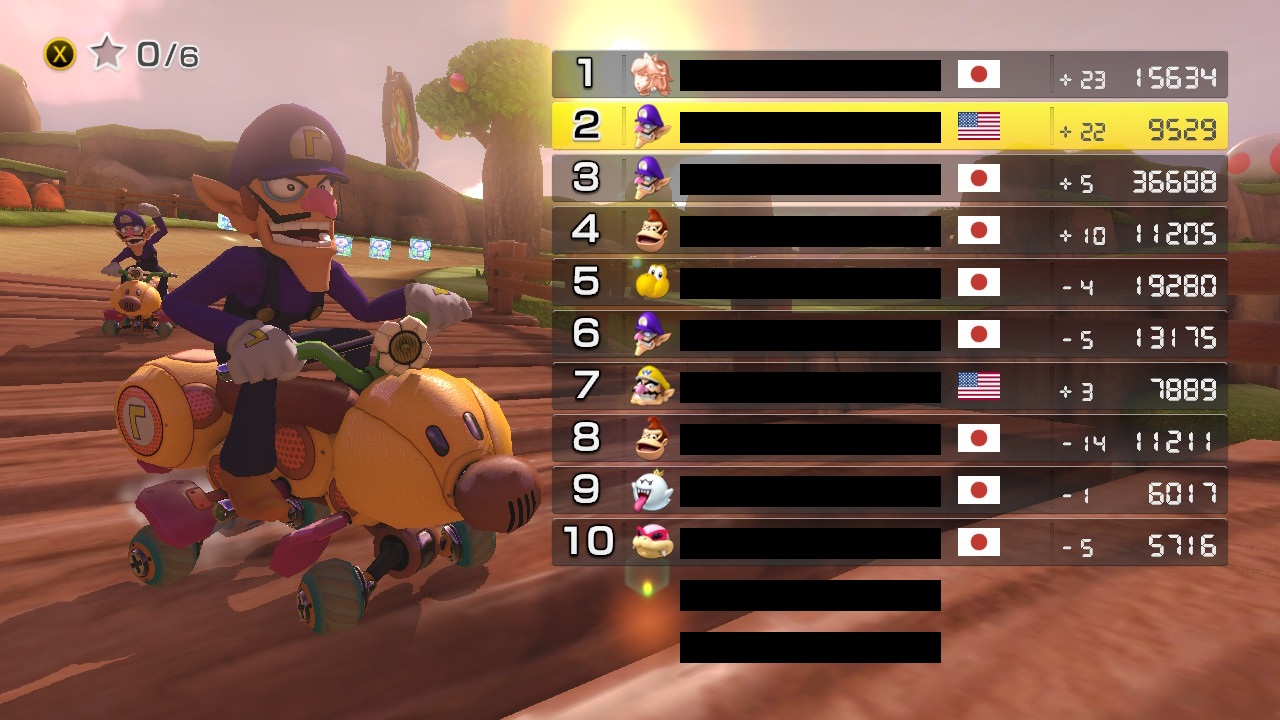 X 0/6
1 + 23 15634
2 + 22 9529
3 + 5 36688
4 + 10 11205
5 - 4 19280
6 - 5 13175
7 + 3 7889
8 - 14 11211
9 - 1 6017
10 - 5 5716